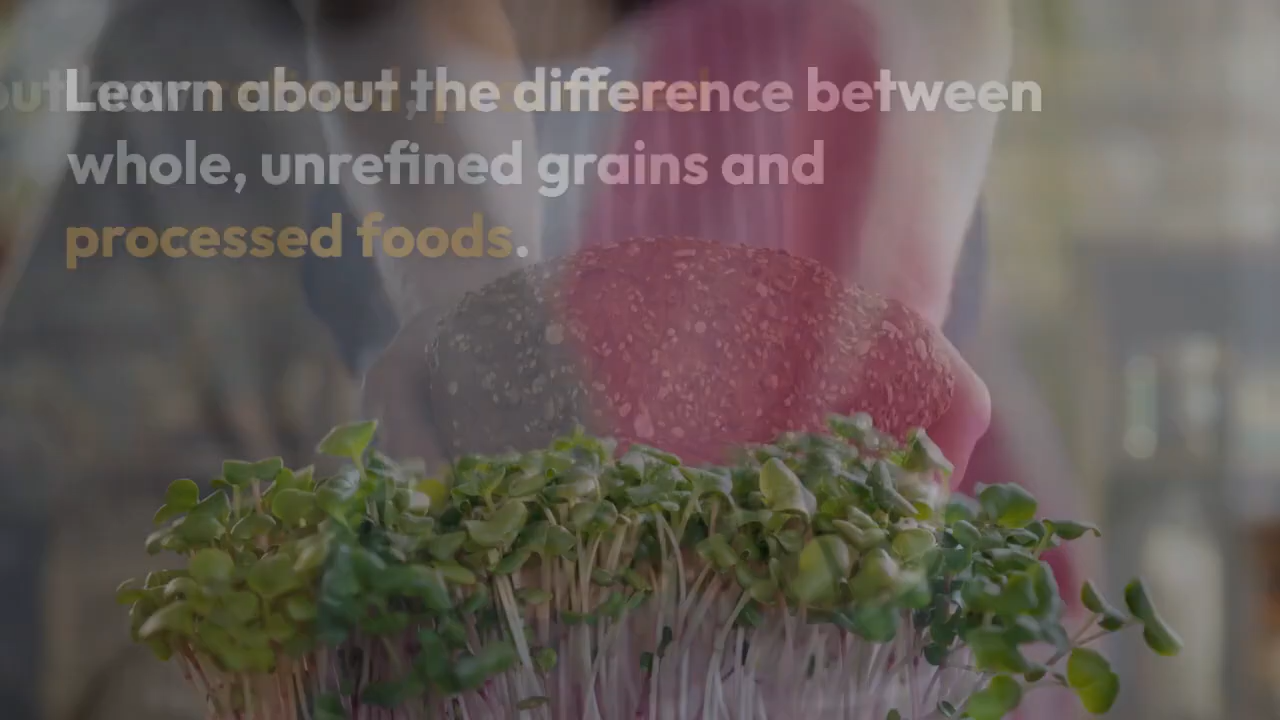 Learn about the difference between
whole, unrefined grains and
processed foods.